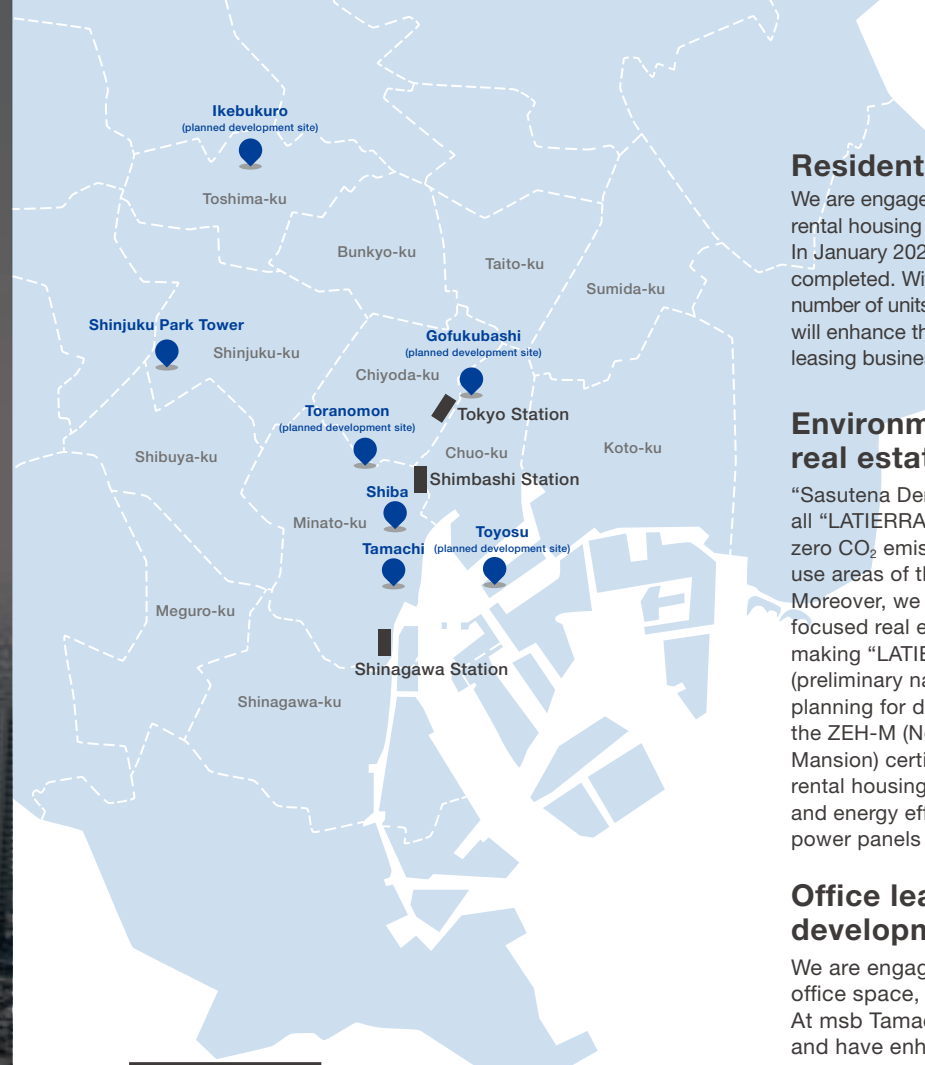 Ikebukuro
(planned development site)
Toshima-ku
Bunkyo-ku
Taito-ku
Sumida-ku
Shinjuku Park Tower
Shinjuku-ku
Gofukubashi
(planned development site)
Chiyoda-ku
Tokyo Station
Toranomon
(planned development site)
Chuo-ku
Koto-ku
Shibuya-ku
Shimbashi Station
Shiba
Minato-ku
Toyosu
(planned development site)
Tamachi
Meguro-ku
Shinagawa Station
Shinagawa-ku
Resident
We are engage
rental housing
In January 202
completed. Wi
number of units
will enhance th
leasing busines
Environm
real estat
“Sasutena Den
all “LATIERRA
zero CO₂ emis
use areas of th
Moreover, we
focused real e
making “LATIE
(preliminary na
planning for d
the ZEH-M (Ne
Mansion) certi
rental housing
and energy eff
power panels
Office lea
developm
We are engag
office space,
At msb Tamac
and have enh